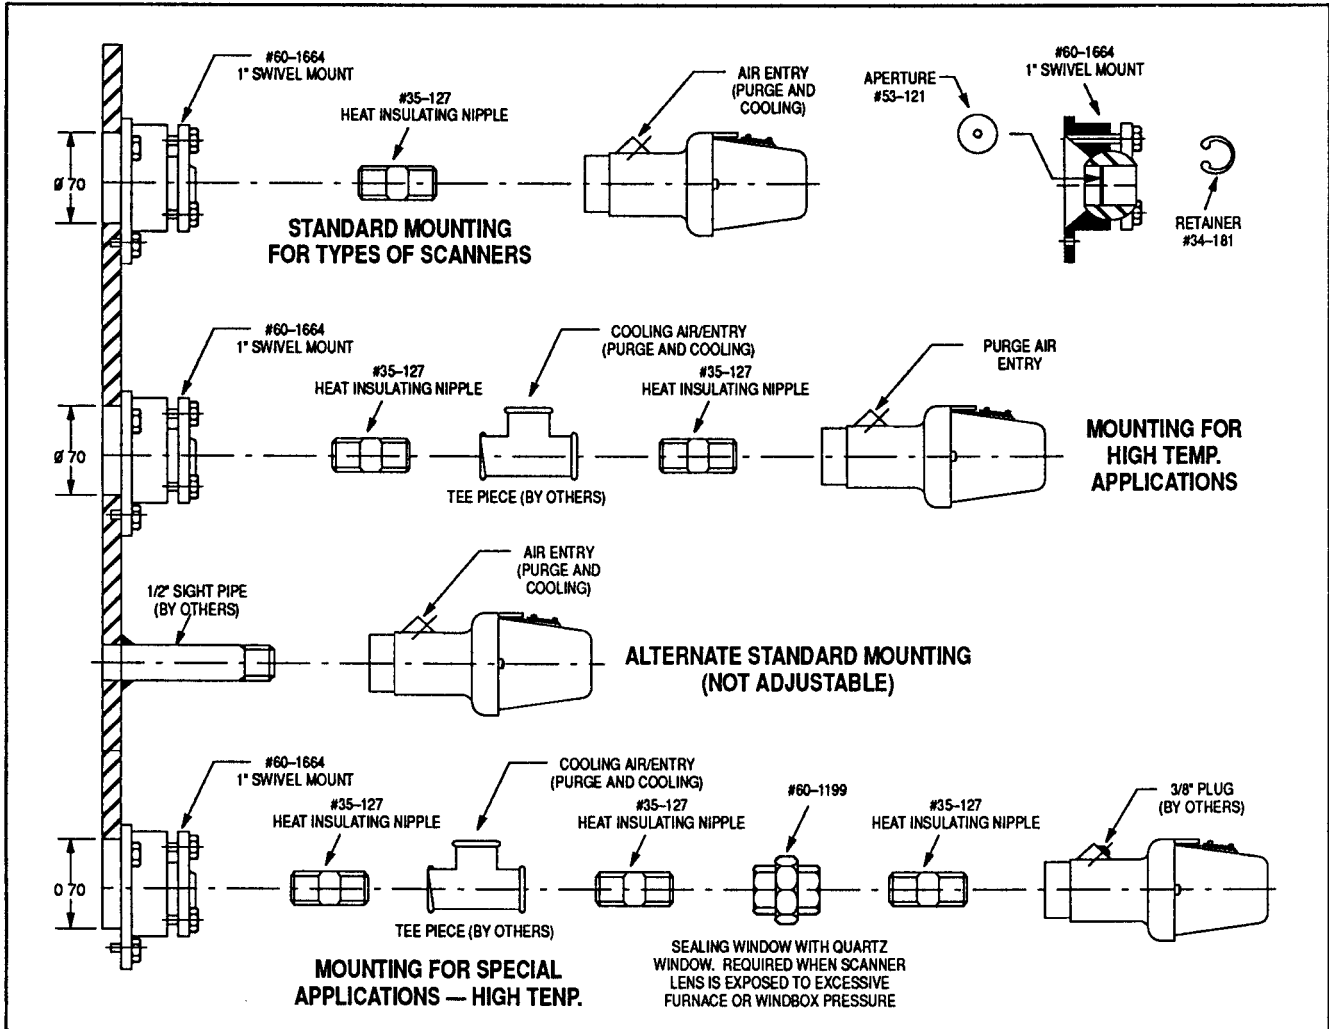 #60-1664
1" SWIVEL MOUNT
#35-127
HEAT INSULATING NIPPLE
AIR ENTRY
(PURGE AND
COOLING)
APERTURE
#53-121
#60-1664
1" SWIVEL MOUNT
RETAINER
#34-181
Ø 70
STANDARD MOUNTING
FOR TYPES OF SCANNERS
#60-1664
1" SWIVEL MOUNT
#35-127
HEAT INSULATING NIPPLE
COOLING AIR/ENTRY
(PURGE AND COOLING)
#35-127
HEAT INSULATING NIPPLE
PURGE AIR
ENTRY
Ø 70
TEE PIECE (BY OTHERS)
MOUNTING FOR
HIGH TEMP.
APPLICATIONS
1/2" SIGHT PIPE
(BY OTHERS)
AIR ENTRY
(PURGE AND
COOLING)
ALTERNATE STANDARD MOUNTING
(NOT ADJUSTABLE)
#60-1664
1" SWIVEL MOUNT
#35-127
HEAT INSULATING NIPPLE
COOLING AIR/ENTRY
(PURGE AND COOLING)
#35-127
HEAT INSULATING NIPPLE
#60-1199
#35-127
HEAT INSULATING NIPPLE
3/8" PLUG
(BY OTHERS)
O 70
TEE PIECE (BY OTHERS)
MOUNTING FOR SPECIAL
APPLICATIONS — HIGH TENP.
SEALING WINDOW WITH QUARTZ
WINDOW. REQUIRED WHEN SCANNER
LENS IS EXPOSED TO EXCESSIVE
FURNACE OR WINDBOX PRESSURE